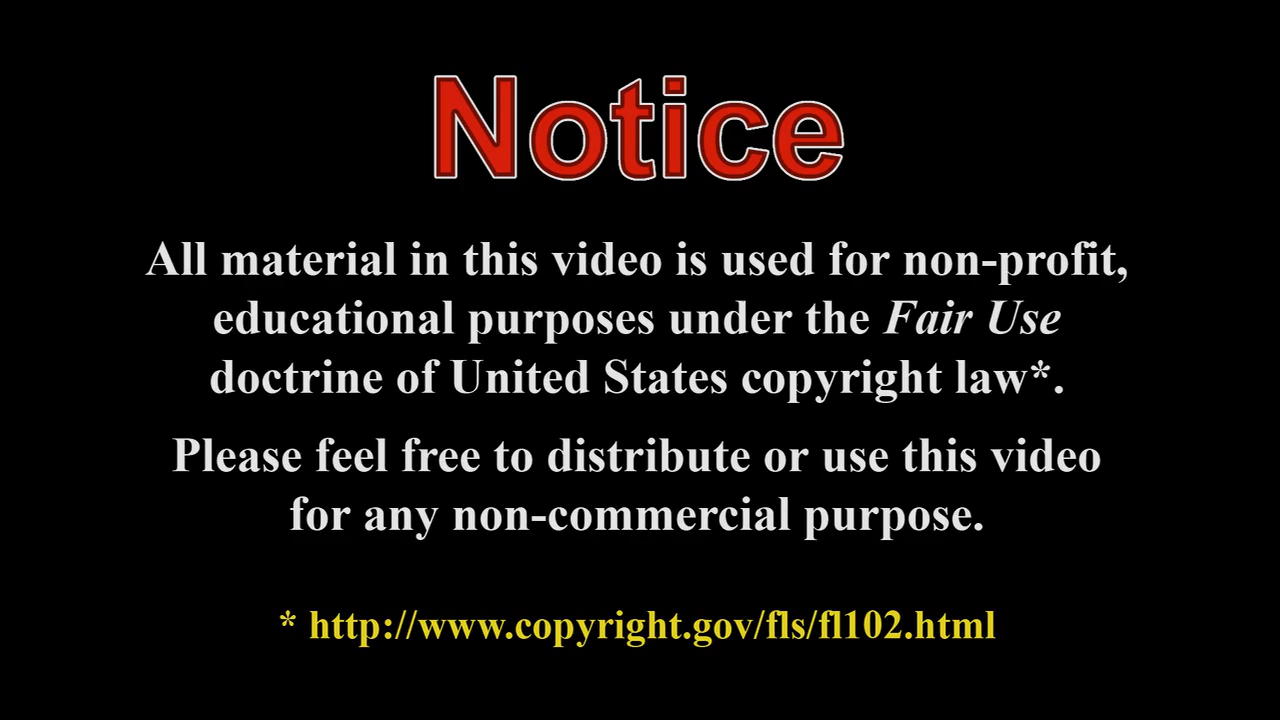 Notice
All material in this video is used for non-profit,
educational purposes under the Fair Use
doctrine of United States copyright law*.
Please feel free to distribute or use this video
for any non-commercial purpose.
* http://www.copyright.gov/fls/fl102.html